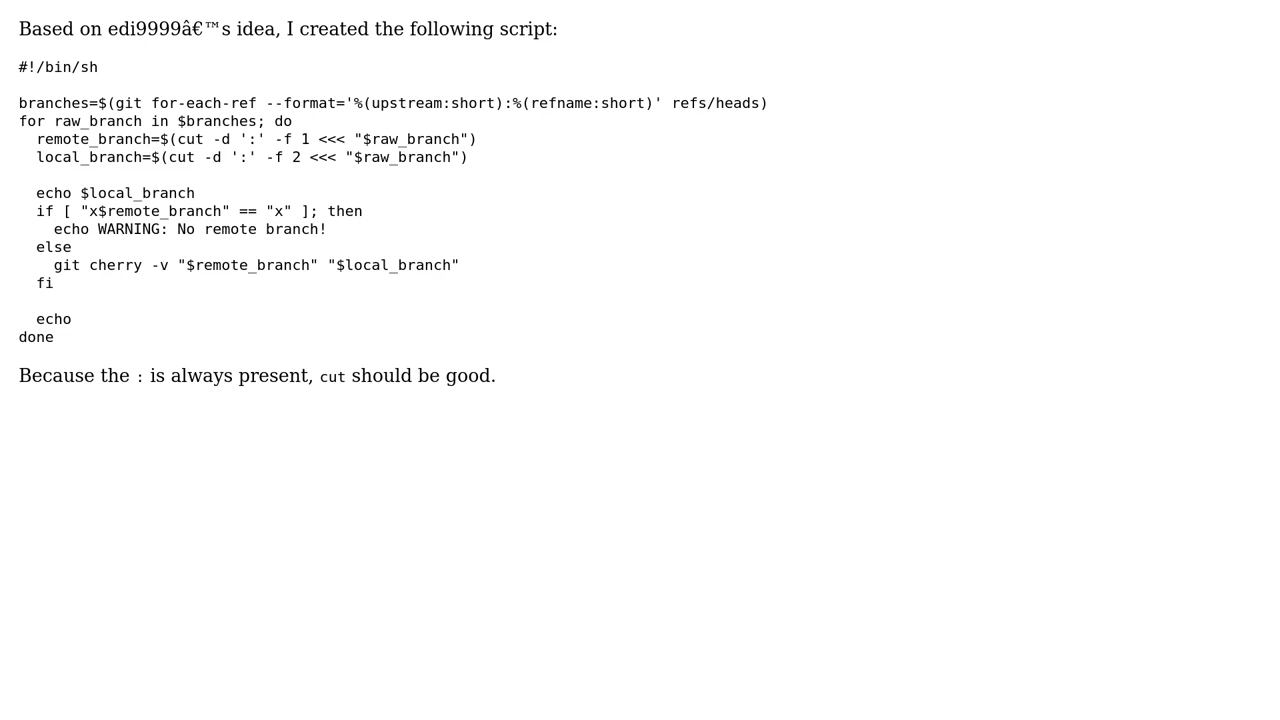 Based on edi9999â€™s idea, I created the following script:
#!/bin/sh
branches=$(git for-each-ref --format='%(upstream:short):%(refname:short)' refs/heads)
for raw_branch in $branches; do
  remote_branch=$(cut -d ':' -f 1 <<< "$raw_branch")
  local_branch=$(cut -d ':' -f 2 <<< "$raw_branch")
  echo $local_branch
  if [ "x$remote_branch" == "x" ]; then
    echo WARNING: No remote branch!
  else
    git cherry -v "$remote_branch" "$local_branch"
  fi
  echo
done
Because the : is always present, cut should be good.